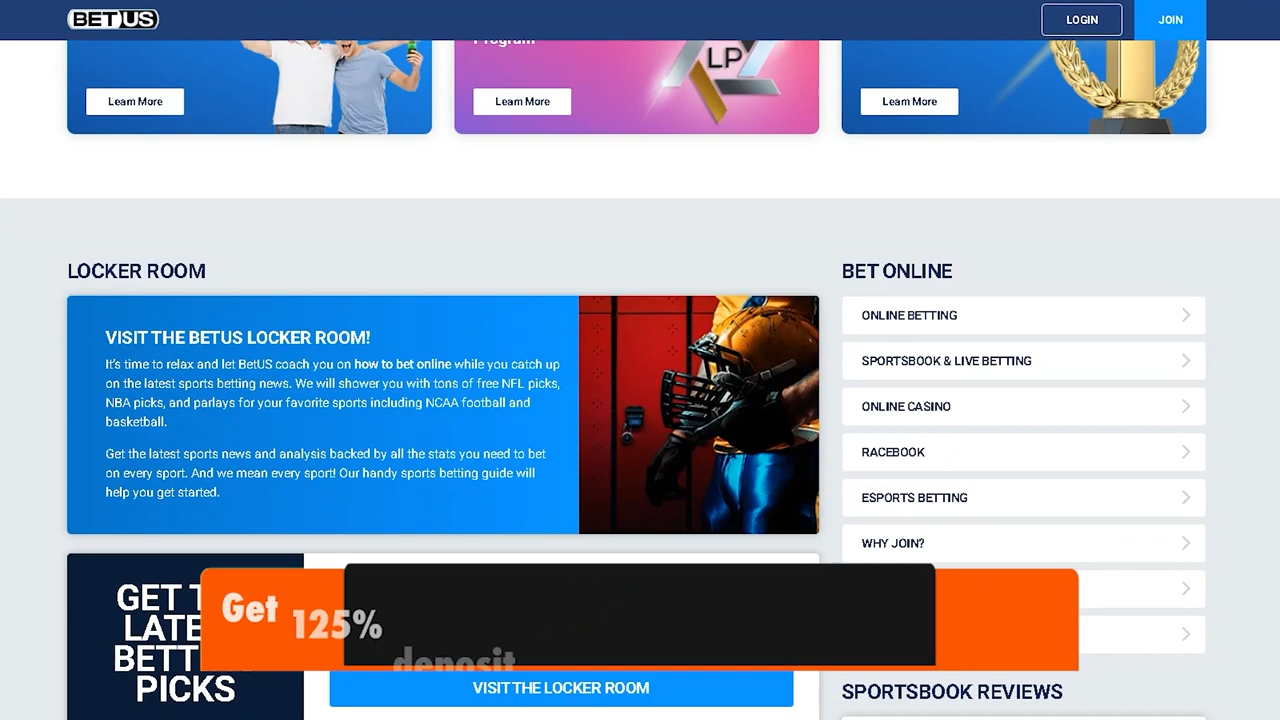 BETUS
LOGIN
JOIN
Program
LP
Learn More
Learn More
Learn More
LOCKER ROOM
VISIT THE BETUS LOCKER ROOM!
It's time to relax and let BetUS coach you on how to bet online while you catch up
on the latest sports betting news. We will shower you with tons of free NFL picks,
NBA picks, and parlays for your favorite sports including NCAA football and
basketball.
Get the latest sports news and analysis backed by all the stats you need to bet
on every sport. And we mean every sport! Our handy sports betting guide will
help you get started.
BET ONLINE
ONLINE BETTING
SPORTSBOOK & LIVE BETTING
ONLINE CASINO
RACEBOOK
ESPORTS BETTING
WHY JOIN?
GET
PICKS
Get 125% deposit
VISIT THE LOCKER ROOM
SPORTSBOOK REVIEWS